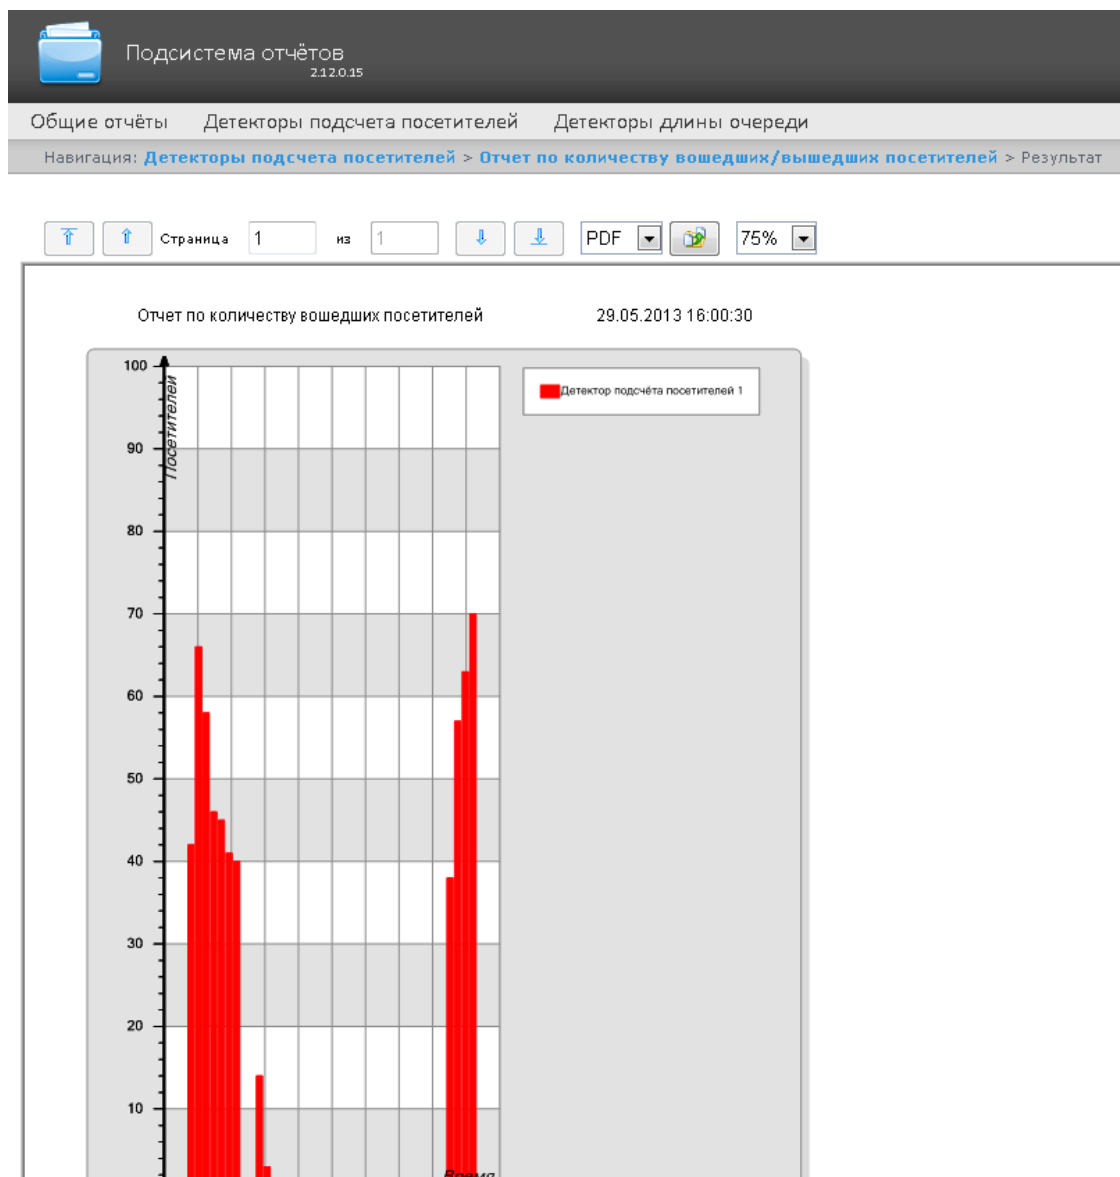 Подсистема отчётов
2.12.0.15
Общие отчёты Детекторы подсчета посетителей Детекторы длины очереди
Навигация: Детекторы подсчета посетителей > Отчет по количеству вошедших/вышедших посетителей > Результат
Страница 1 из 1 PDF 75%
Отчет по количеству вошедших посетителей 29.05.2013 16:00:30
100
Посетителей
Детектор подсчёта посетителей 1
90
80
70
60
50
40
30
20
10
Время